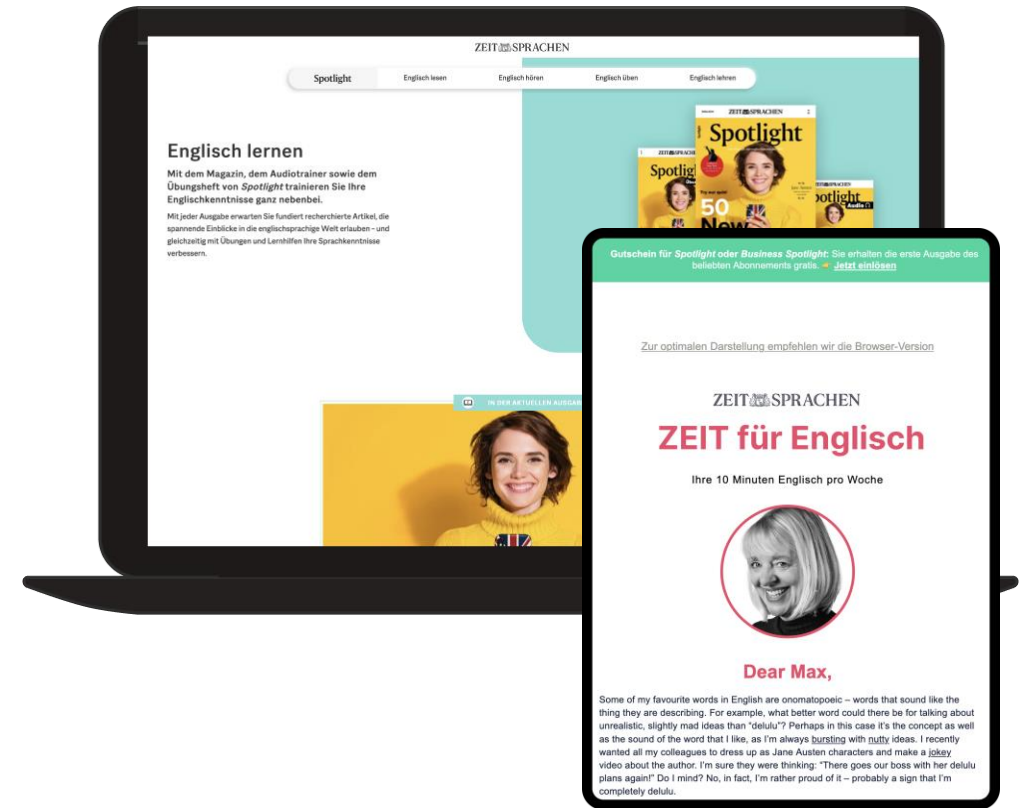 ZEIT SPRACHEN
Spotlight Englisch lesen Englisch hören Englisch üben Englisch lehren
Englisch lernen
Mit dem Magazin, dem Audiotrainer sowie dem
Übungsheft von Spotlight trainieren Sie Ihre
Englischkenntnisse ganz nebenbei.
Mit jeder Ausgabe erwarten Sie fundiert recherchierte Artikel, die
spannende Einblicke in die englischsprachige Welt erlauben – und
gleichzeitig mit Übungen und Lernhilfen Ihre Sprachkenntnisse
verbessern.
ZEIT SPRACHEN
Spotlight
50
New
Spotlig
potlight
Audio
IN DER AKTUELLEN AUSGAB
Gutschein für Spotlight oder Business Spotlight: Sie erhalten die erste Ausgabe des
beliebten Abonnements gratis. 👉 Jetzt einlösen
Zur optimalen Darstellung empfehlen wir die Browser-Version
ZEIT SPRACHEN
ZEIT für Englisch
Ihre 10 Minuten Englisch pro Woche
Dear Max,
Some of my favourite words in English are onomatopoeic – words that sound like the
thing they are describing. For example, what better word could there be for talking about
unrealistic, slightly mad ideas than “delulu”? Perhaps in this case it’s the concept as well
as the sound of the word that I like, as I’m always bursting with nutty ideas. I recently
wanted all my colleagues to dress up as Jane Austen characters and make a jokey
video about the author. I’m sure they were thinking: “There goes our boss with her delulu
plans again!” Do I mind? No, in fact, I’m rather proud of it – probably a sign that I’m
completely delulu.